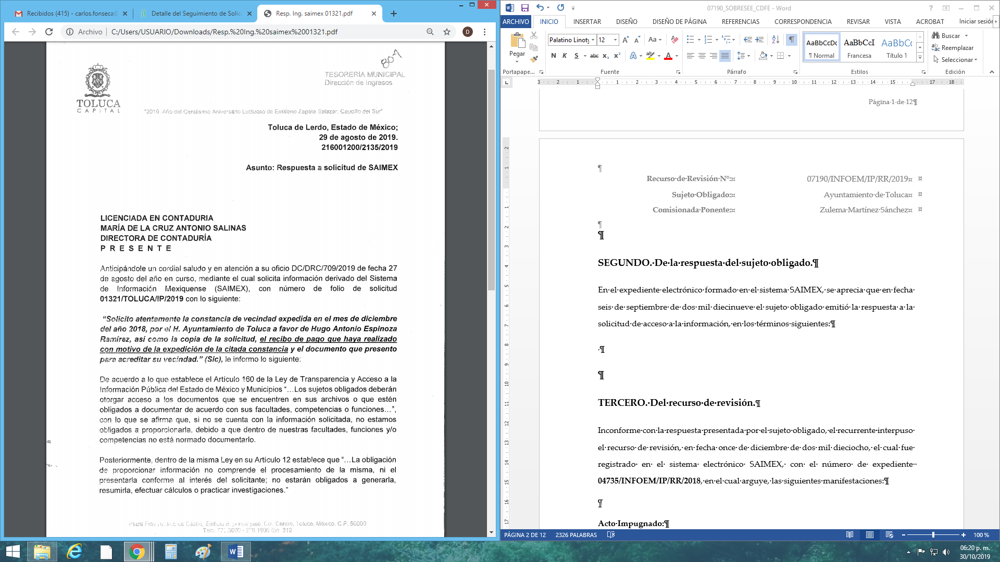 Recibidos (415) - carlos.fonseca@
Detalle del Seguimiento de Solic
Resp. Ing. saimex 01321.pdf
Archivo
C:/Users/USUARIO/Downloads/Resp.%20Ing.%20saimex%2001321.pdf
D
80A
TESORERÍA MUNICIPAL
Dirección de Ingresos
TOLUCA
CAPITAL
"2019. Año del Centésimo Aniversario Luctuoso de Emiliano Zapata Salazar, Caudillo del Sur"
Toluca de Lerdo, Estado de México;
29 de agosto de 2019.
216001200/2135/2019
Asunto: Respuesta a solicitud de SAIMEX
LICENCIADA EN CONTADURIA
MARÍA DE LA CRUZ ANTONIO SALINAS
DIRECTORA DE CONTADURÍA
P R E S E N T E
Anticipándole un cordial saludo y en atención a su oficio DC/DRC/709/2019 de fecha 27
de agosto del año en curso, mediante el cual solicita información derivado del Sistema
de Información Mexiquense (SAIMEX), con número de folio de solicitud
01321/TOLUCA/IP/2019 con lo siguiente:
“Solicito atentamente la constancia de vecindad expedida en el mes de diciembre
del año 2018, por el H. Ayuntamiento de Toluca a favor de Hugo Antonio Espinoza
Ramírez, así como la copia de la solicitud, el recibo de pago que haya realizado
con motivo de la expedición de la citada constancia y el documento que presento
para acreditar su vecindad.” (Sic), le informo lo siguiente:
De acuerdo a lo que establece el Artículo 160 de la Ley de Transparencia y Acceso a la
Información Pública del Estado de México y Municipios “…Los sujetos obligados deberán
otorgar acceso a los documentos que se encuentren en sus archivos o que estén
obligados a documentar de acuerdo con sus facultades, competencias o funciones…”,
con lo que se afirma que, si no se cuenta con la información solicitada, no estamos
obligados a proporcionarla, debido a que dentro de nuestras facultades, funciones y/o
competencias no está normado documentarlo.
Posteriormente, dentro de la misma Ley en su Artículo 12 establece que “…La obligación
de proporcionar información no comprende el procesamiento de la misma, ni el
presentarla conforme al interés del solicitante; no estarán obligados a generarla,
resumirla, efectuar cálculos o practicar investigaciones.”
Plaza Fray Andrés de Castro, Edificio B, primer piso, Col. Centro, Toluca, México. C.P. 50000
07190_SOBRESEE_CDFE - Word
ARCHIVO INICIO INSERTAR DISEÑO DISEÑO DE PÁGINA REFERENCIAS CORRESPONDENCIA REVISAR VISTA ACROBAT Iniciar sesión
Pegar
Portapape...
Palatino Linoty 12
N K S abc x₂ x²
Fuente
Párrafo
AaBbCcDc AaBbCcI AaBbCc
¶ Normal Francesa Título 1
Estilos
Buscar
Reemplazar
Seleccionar
Edición
3 2 1 1 2 3 4 5 6 7 8 9 10 11 12 13 14 15 17 18
Página·1·de·12¶
¶
Recurso·de·Revisión·N°:¤ 07190/INFOEM/IP/RR/2019¤ ¤
Sujeto·Obligado:¤ Ayuntamiento·de·Toluca¤ ¤
Comisionada·Ponente:¤ Zulema·Martínez·Sánchez¤ ¤
¶
¶
SEGUNDO.·De·la·respuesta·del·sujeto·obligado.¶
En·el·expediente·electrónico·formado·en·el·sistema·SAIMEX,·se·aprecia·que·en·fecha·
seis·de·septiembre·de·dos·mil·diecinueve·el·sujeto·obligado·emitió·la·respuesta·a·la·
solicitud·de·acceso·a·la·información,·en·los·términos·siguientes:¶
·¶
¶
TERCERO.·Del·recurso·de·revisión.¶
Inconforme·con·la·respuesta·presentada·por·el·sujeto·obligado,·el·recurrente·interpuso·
el·recurso·de·revisión,·en·fecha·once·de·diciembre·de·dos·mil·dieciocho,·el·cual·fue·
registrado·en·el·sistema·electrónico·SAIMEX,·con·el·número·de·expediente··
04735/INFOEM/IP/RR/2018,·en·el·cual·arguye,·las·siguientes·manifestaciones:¶
¶
Acto·Impugnado:¶
PÁGINA 2 DE 12 2326 PALABRAS
100 %
06:20 p. m.
30/10/2019